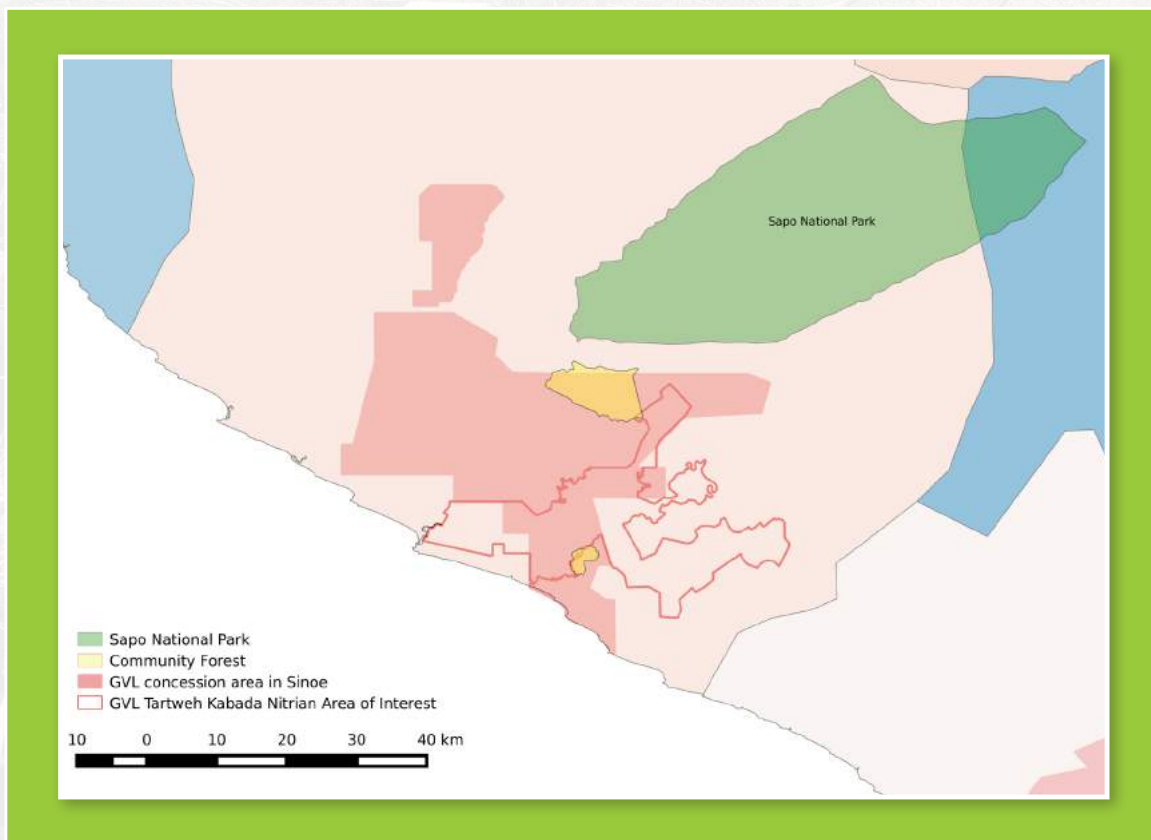 Sapo National Park
Sapo National Park
Community Forest
GVL concession area in Sinoe
GVL Tartweh Kabada Nitrian Area of Interest
10 0 10 20 30 40 km